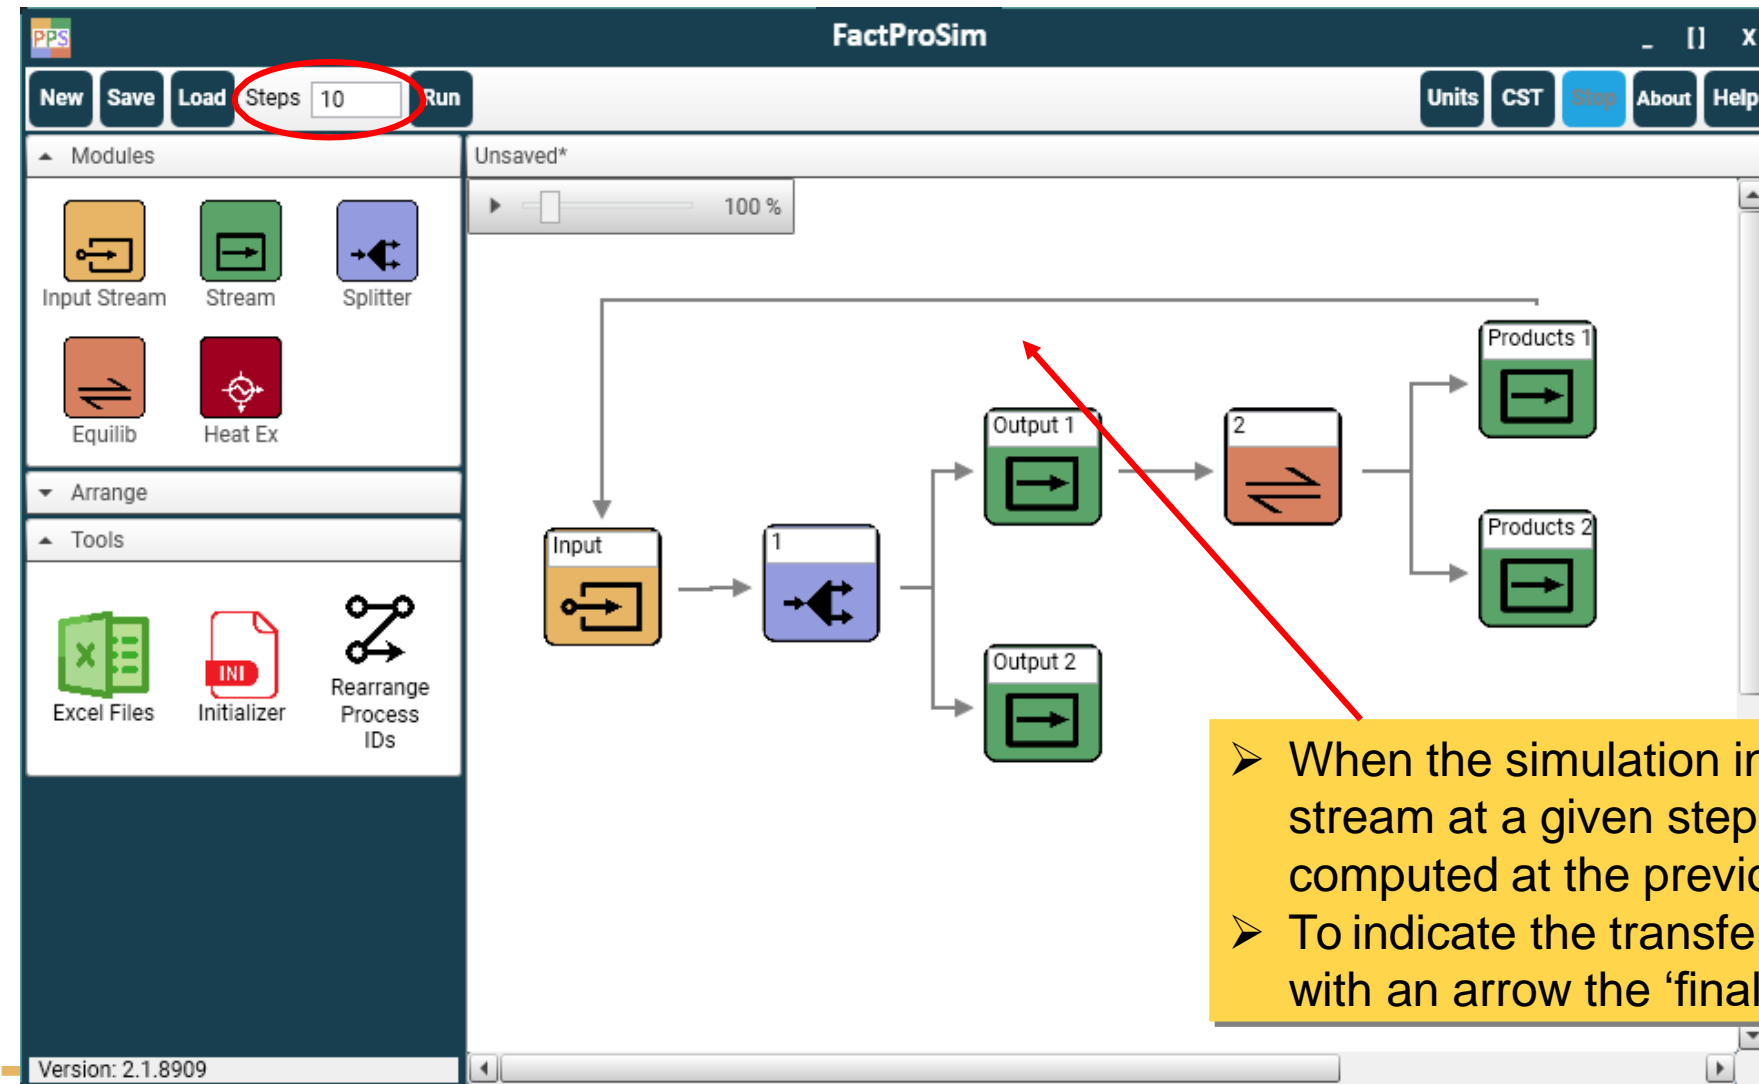 PPS
FactProSim
_ [] X
New Save Load Steps 10 Run
Units CST Stop About Help
Modules
Unsaved*
100 %
Input Stream
Stream
Splitter
Equilib
Heat Ex
Arrange
Tools
Excel Files
INI
Initializer
Rearrange
Process
IDs
Version: 2.1.8909
Input
1
Output 1
Output 2
2
Products 1
Products 2
➢ When the simulation in
stream at a given step
computed at the previo
➢ To indicate the transfe
with an arrow the ‘final